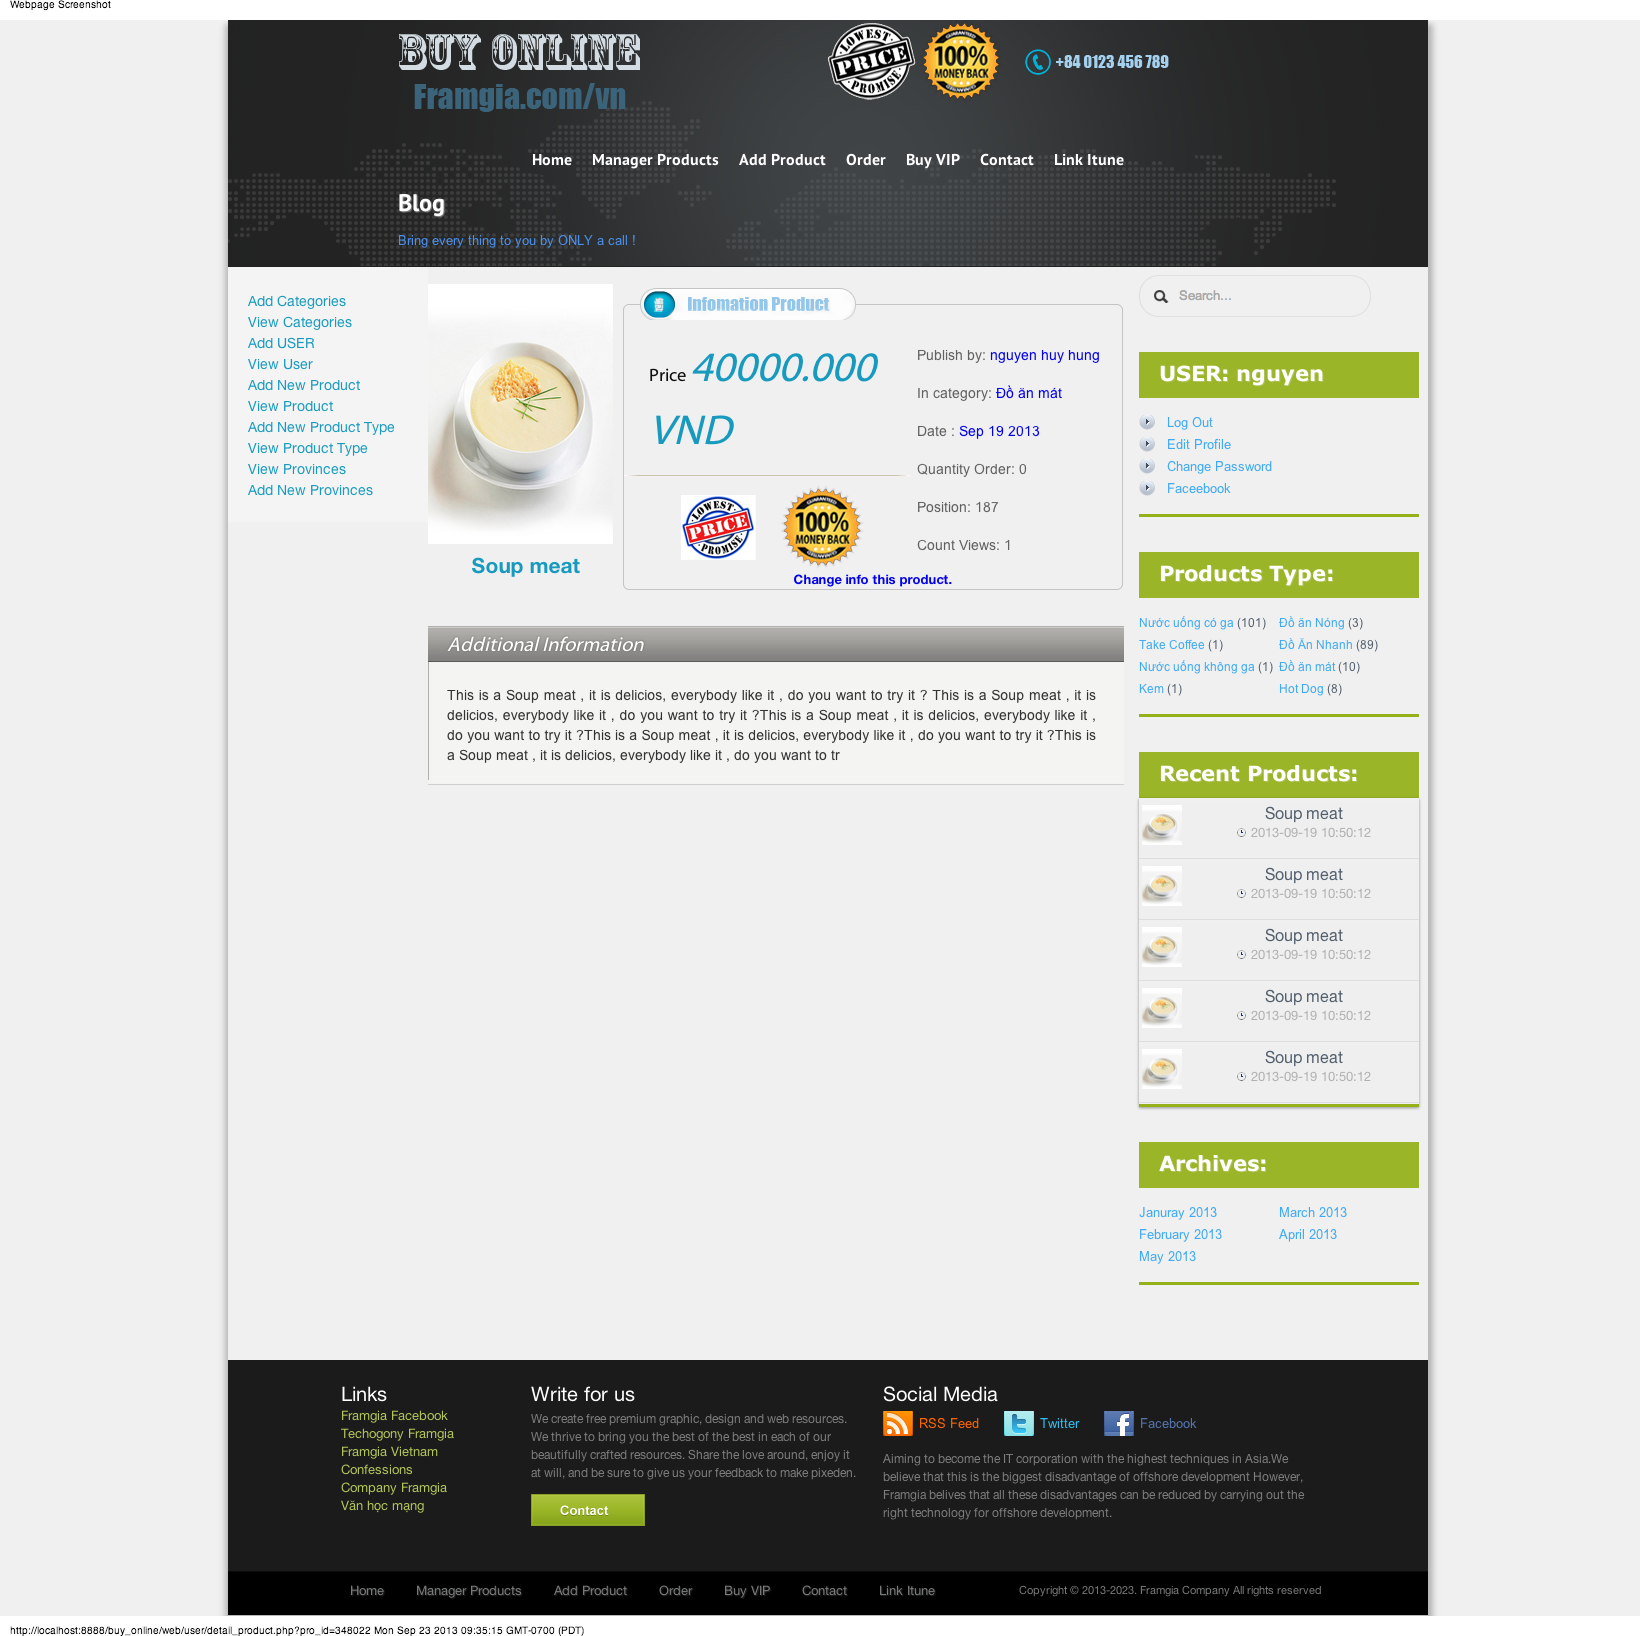 Webpage Screenshot
BUY ONLINE
Framgia.com/vn
LOWEST
PRICE
PROMISE
GUARANTEED
100%
MONEY BACK
+84 0123 456 789
Home Manager Products Add Product Order Buy VIP Contact Link Itune
Blog
Bring every thing to you by ONLY a call !
Add Categories
View Categories
Add USER
View User
Add New Product
View Product
Add New Product Type
View Product Type
View Provinces
Add New Provinces
Soup meat
Infomation Product
Price 40000.000
VND
LOWEST
PRICE
PROMISE
GUARANTEED
100%
MONEY BACK
Publish by: nguyen huy hung
In category: Đồ ăn mát
Date : Sep 19 2013
Quantity Order: 0
Position: 187
Count Views: 1
Change info this product.
Additional Information
This is a Soup meat , it is delicios, everybody like it , do you want to try it ? This is a Soup meat , it is
delicios, everybody like it , do you want to try it ?This is a Soup meat , it is delicios, everybody like it ,
do you want to try it ?This is a Soup meat , it is delicios, everybody like it , do you want to try it ?This is
a Soup meat , it is delicios, everybody like it , do you want to tr
Search...
USER: nguyen
Log Out
Edit Profile
Change Password
Faceebook
Products Type:
Nước uống có ga (101) Đồ ăn Nóng (3)
Take Coffee (1) Đồ Ăn Nhanh (89)
Nước uống không ga (1) Đồ ăn mát (10)
Kem (1) Hot Dog (8)
Recent Products:
Soup meat
2013-09-19 10:50:12
Soup meat
2013-09-19 10:50:12
Soup meat
2013-09-19 10:50:12
Soup meat
2013-09-19 10:50:12
Soup meat
2013-09-19 10:50:12
Archives:
Januray 2013 March 2013
February 2013 April 2013
May 2013
Links
Framgia Facebook
Techogony Framgia
Framgia Vietnam
Confessions
Company Framgia
Văn học mạng
Write for us
We create free premium graphic, design and web resources.
We thrive to bring you the best of the best in each of our
beautifully crafted resources. Share the love around, enjoy it
at will, and be sure to give us your feedback to make pixeden.
Contact
Social Media
RSS Feed Twitter Facebook
Aiming to become the IT corporation with the highest techniques in Asia.We
believe that this is the biggest disadvantage of offshore development However,
Framgia belives that all these disadvantages can be reduced by carrying out the
right technology for offshore development.
Home Manager Products Add Product Order Buy VIP Contact Link Itune Copyright © 2013-2023. Framgia Company All rights reserved
http://localhost:8888/buy_online/web/user/detail_product.php?pro_id=348022 Mon Sep 23 2013 09:35:15 GMT-0700 (PDT)